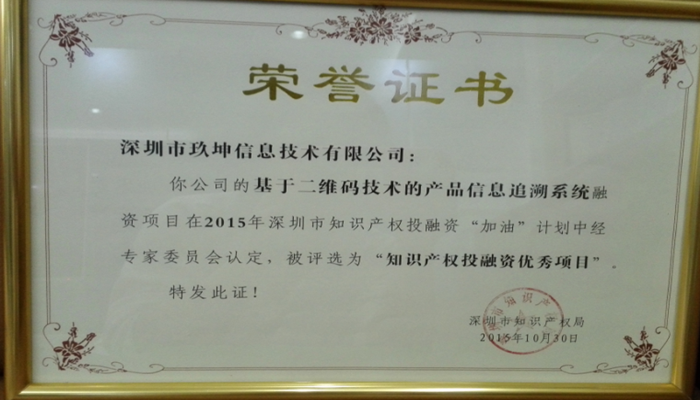 荣誉证书
深圳市玖坤信息技术有限公司：
你公司的基于二维码技术的产品信息追溯系统融
资项目在2015年深圳市知识产权投融资“加油”计划中经
专家委员会认定，被评选为“知识产权投融资优秀项目”。
特发此证！
深圳市知识产权局
2015年10月30日